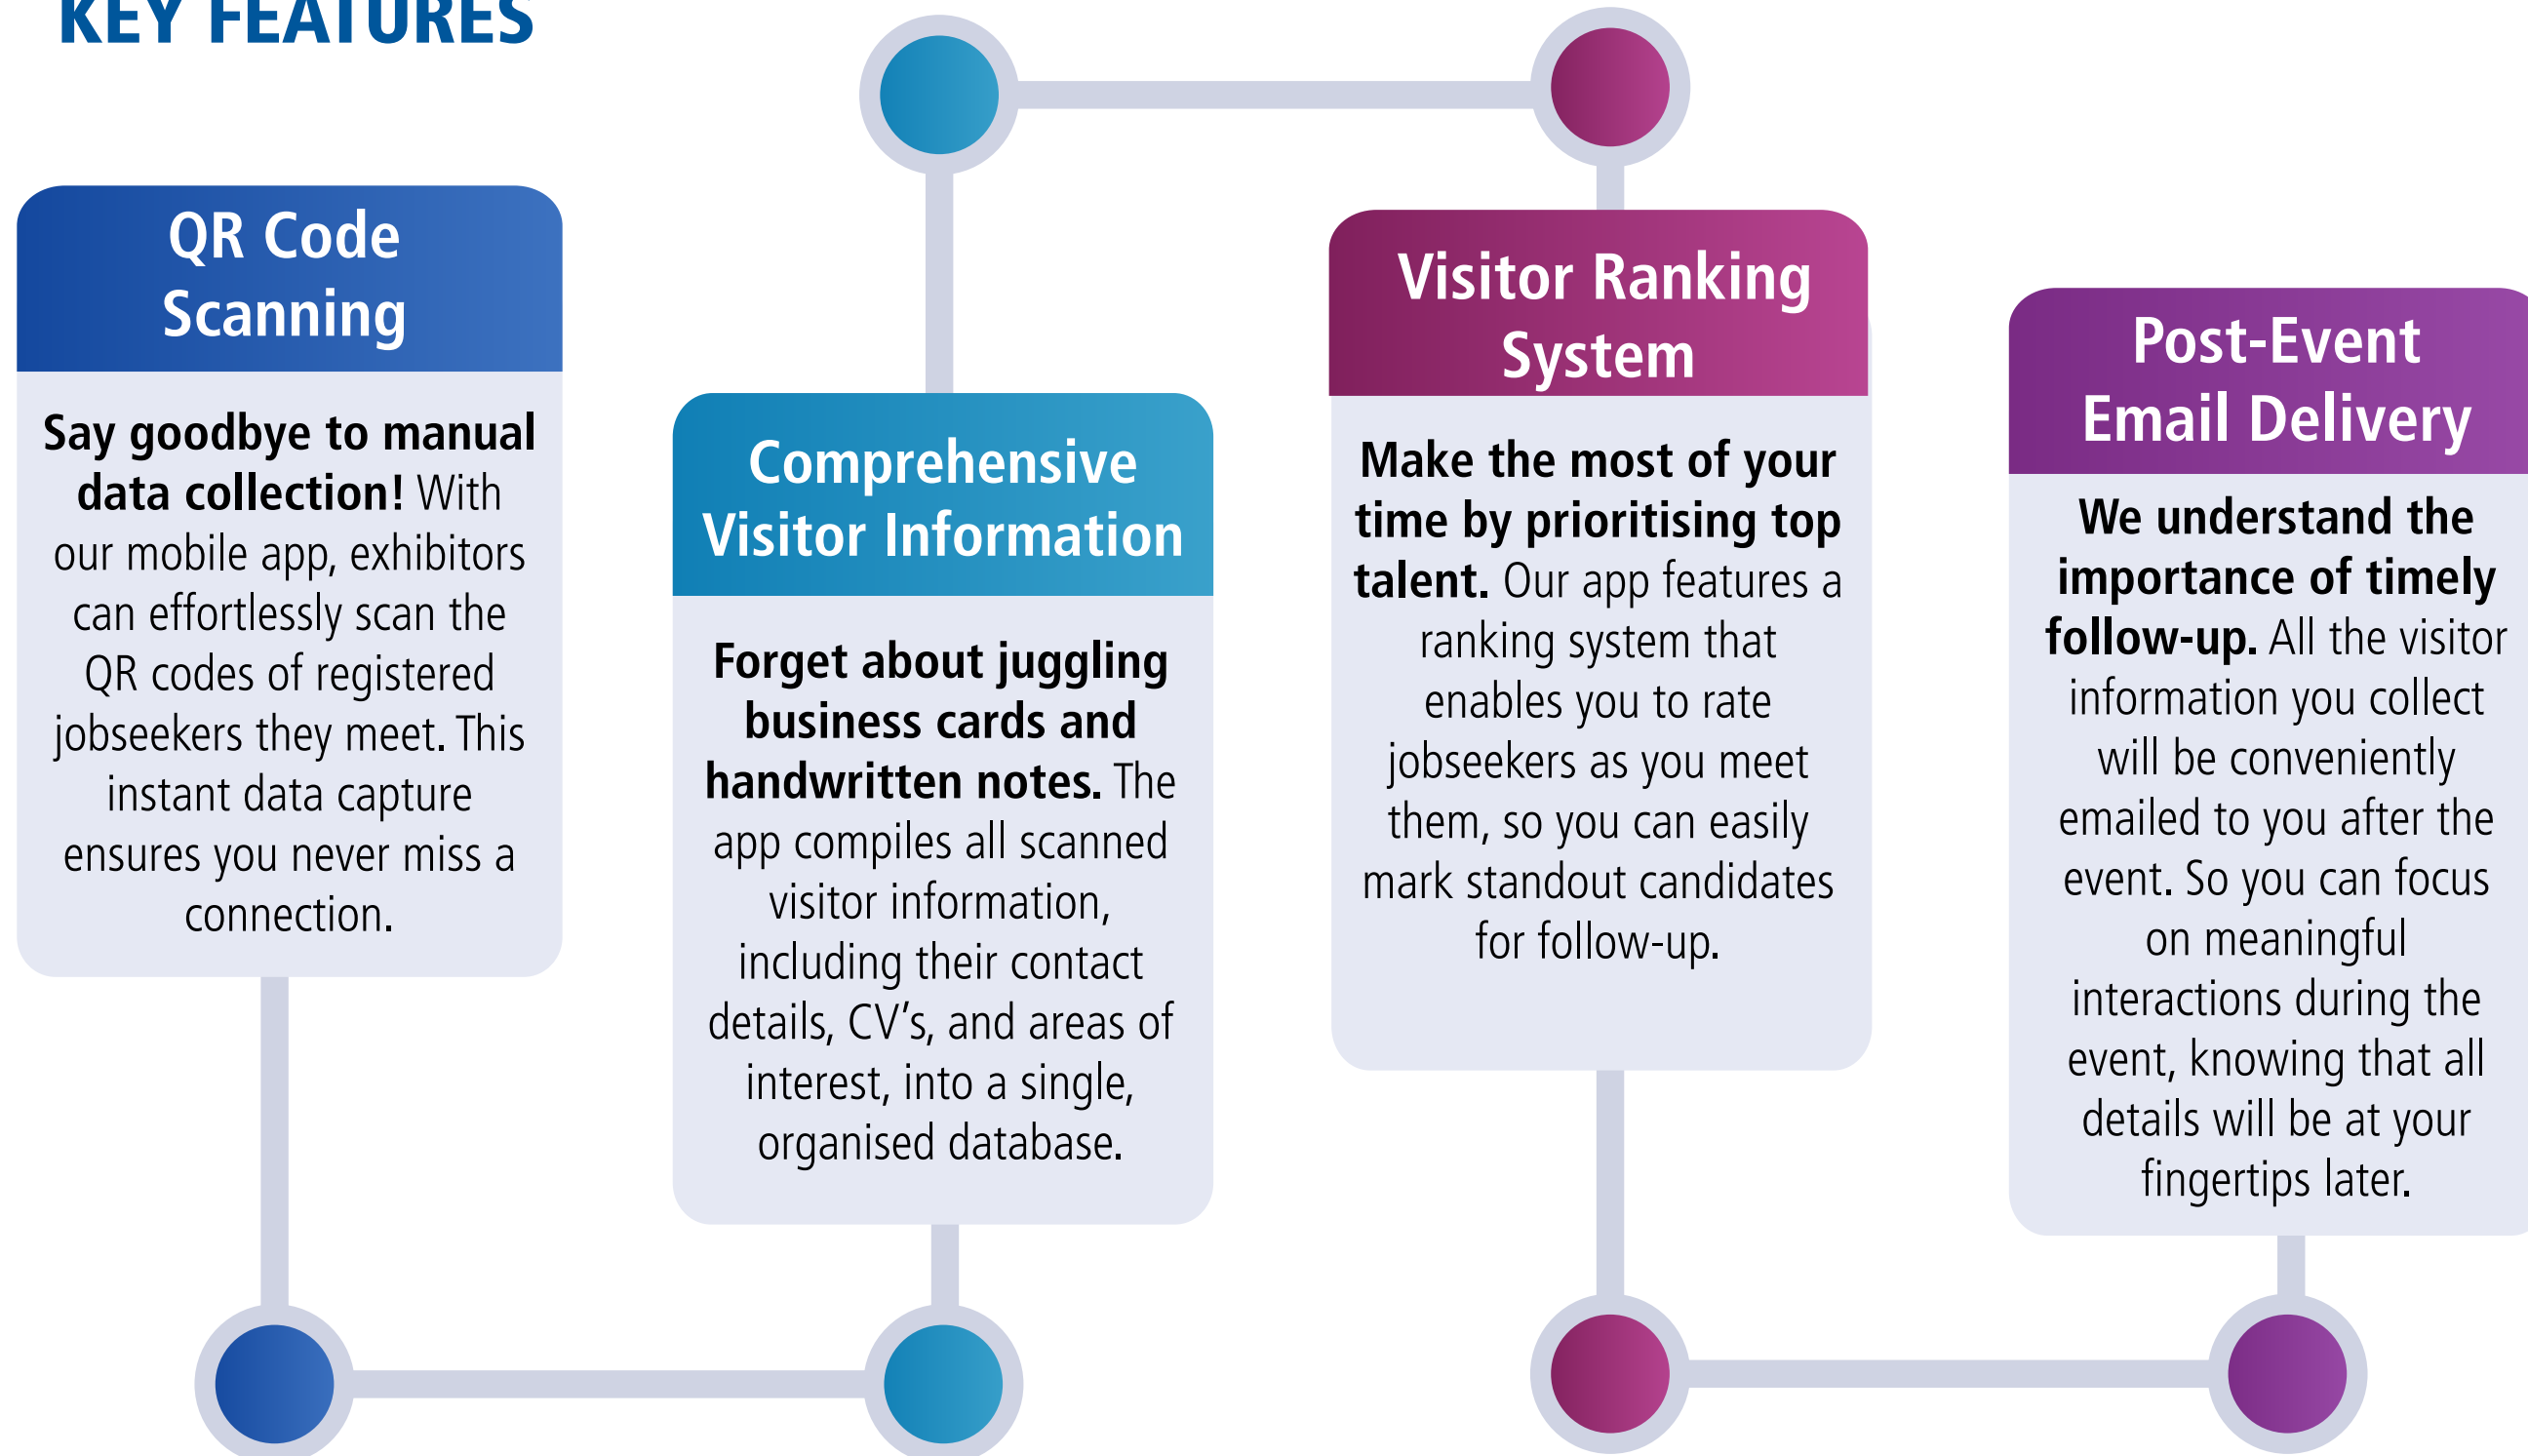 KEY FEATURES
QR Code
Scanning
Say goodbye to manual
data collection! With
our mobile app, exhibitors
can effortlessly scan the
QR codes of registered
jobseekers they meet. This
instant data capture
ensures you never miss a
connection.
Comprehensive
Visitor Information
Forget about juggling
business cards and
handwritten notes. The
app compiles all scanned
visitor information,
including their contact
details, CV’s, and areas of
interest, into a single,
organised database.
Visitor Ranking
System
Make the most of your
time by prioritising top
talent. Our app features a
ranking system that
enables you to rate
jobseekers as you meet
them, so you can easily
mark standout candidates
for follow-up.
Post-Event
Email Delivery
We understand the
importance of timely
follow-up. All the visitor
information you collect
will be conveniently
emailed to you after the
event. So you can focus
on meaningful
interactions during the
event, knowing that all
details will be at your
fingertips later.